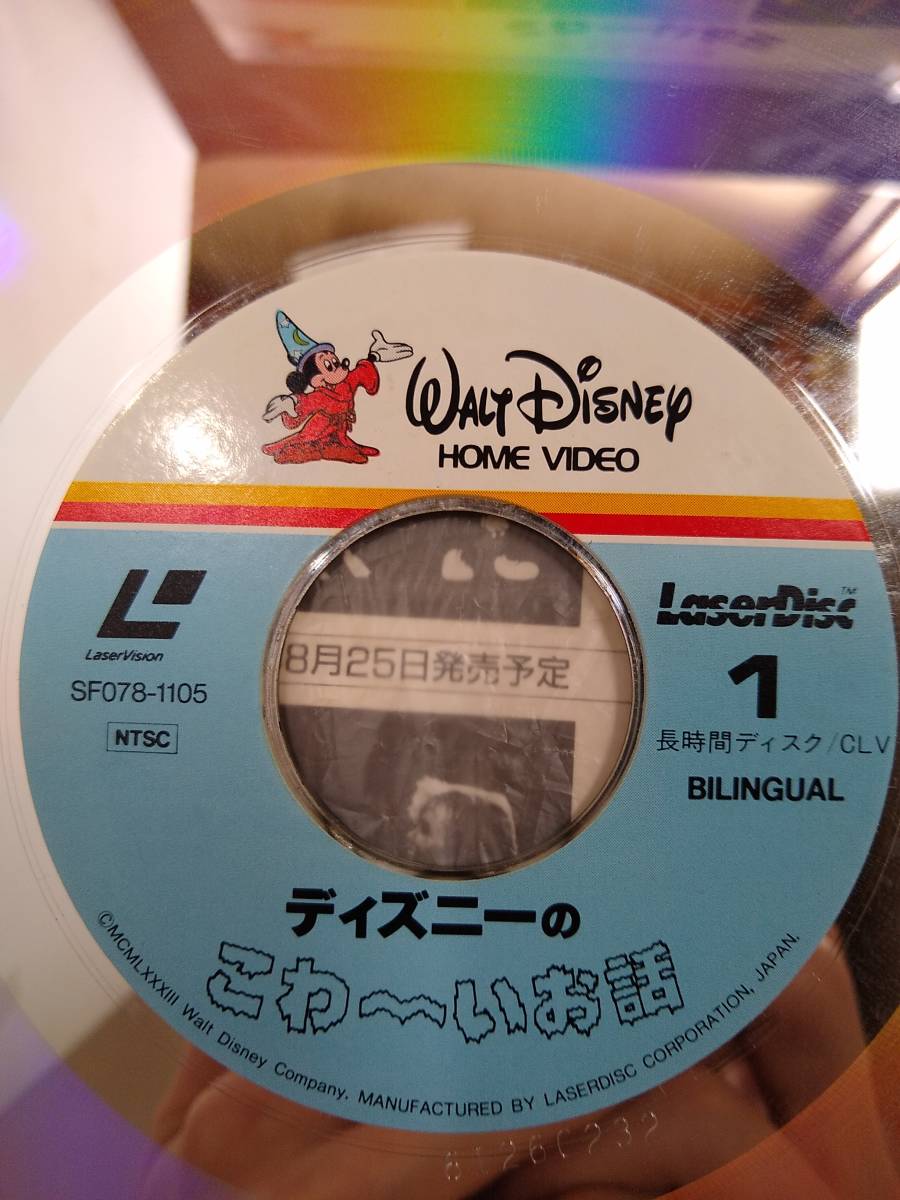 WALT DISNEY
HOME VIDEO
LaserVision
SF078-1105
NTSC
LaserDisc™
1
長時間ディスク/CLV
BILINGUAL
8月25日発売予定
ディズニーの
こわ〜いお話
©MCMLXXXIII Walt Disney Company. MANUFACTURED BY LASERDISC CORPORATION, JAPAN.